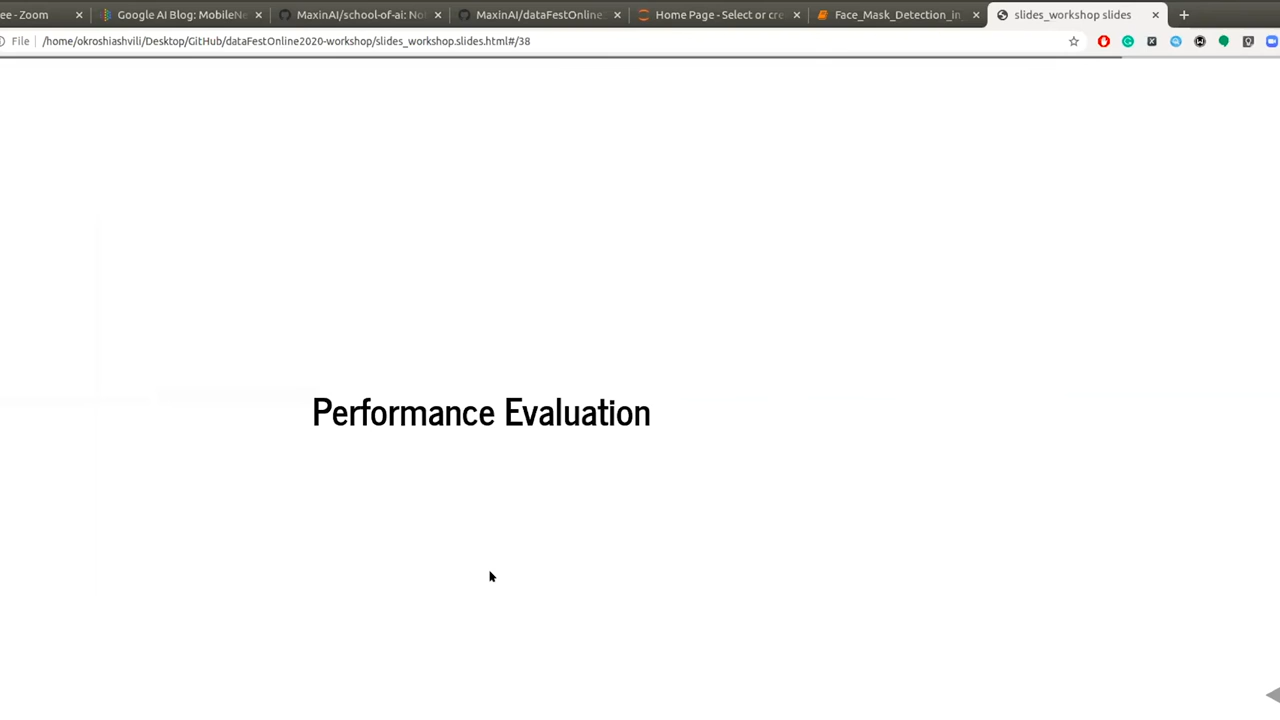 ee - Zoom
Google AI Blog: MobileNe
MaxinAI/school-of-ai: No
MaxinAI/dataFestOnline
Home Page - Select or cre
Face_Mask_Detection_in
slides_workshop slides
File
/home/okroshiashvili/Desktop/GitHub/dataFestOnline2020-workshop/slides_workshop.slides.html#/38
Performance Evaluation